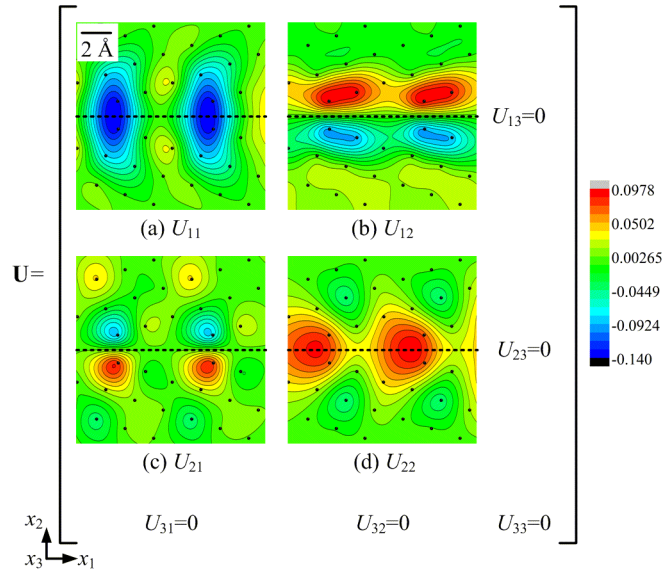 2 Å
U13=0
(a) U11
(b) U12
U=
0.0978
0.0502
0.00265
-0.0449
-0.0924
-0.140
U23=0
(c) U21
(d) U22
U31=0
U32=0
U33=0
x2
x3
x1